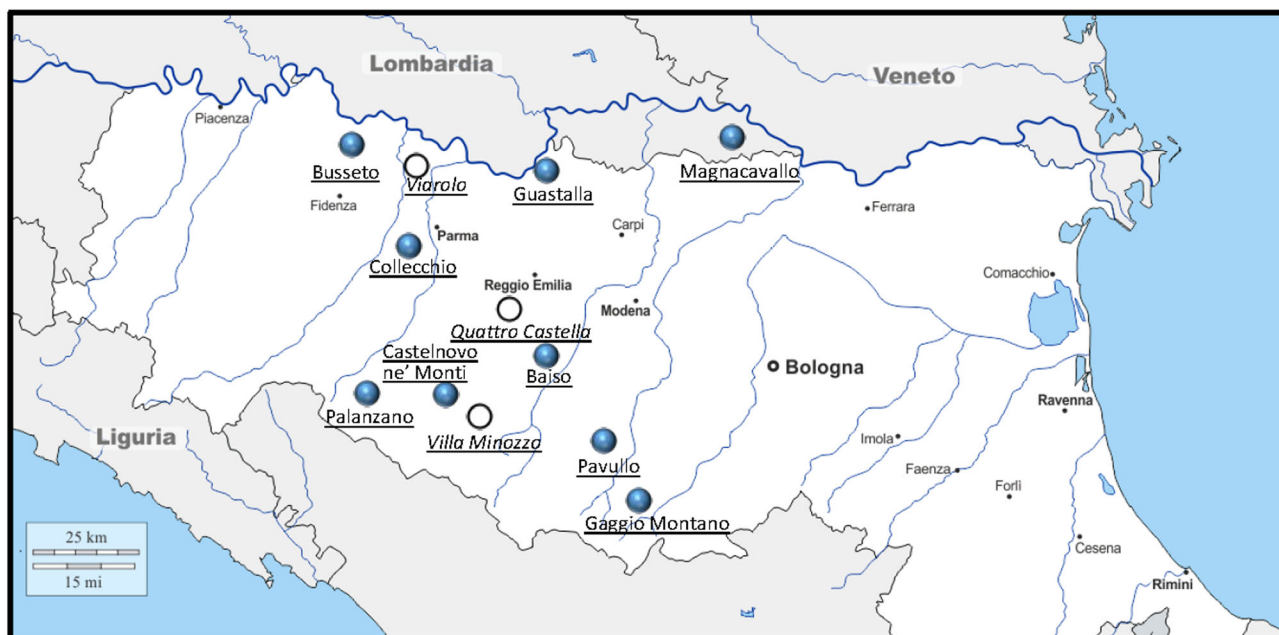 Lombardia
Veneto
Piacenza
Busseto
Viarolo
Guastalla
Magnacavallo
Fidenza
Ferrara
Parma
Carpi
Collecchio
Comacchio
Reggio Emilia
Modena
Quattro Castella
Castelnovo
ne' Monti
Baiso
Bologna
Palanzano
Ravenna
Liguria
Villa Minozzo
Imola
Pavullo
Faenza
Forlì
Gaggio Montano
25 km
15 mi
Cesena
Rimini